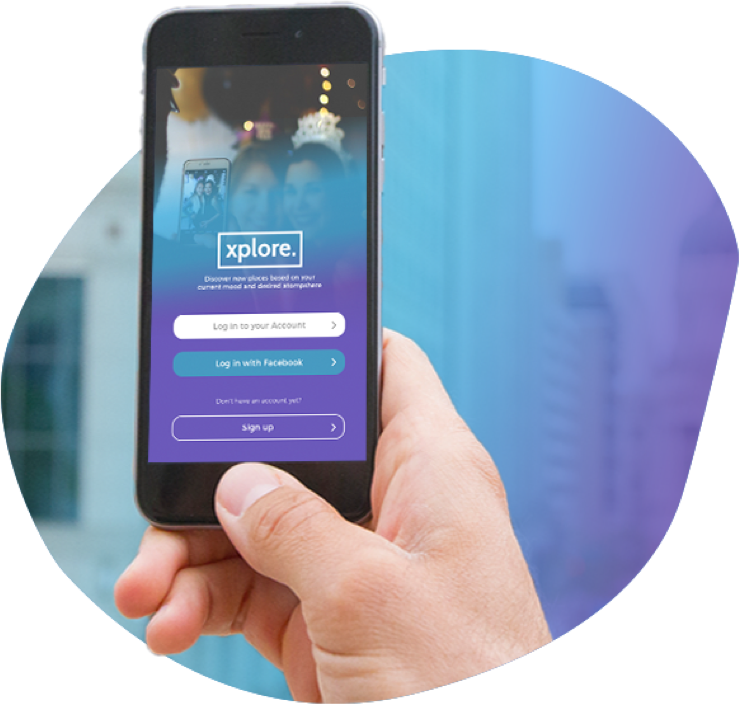 xplore.
Discover new places based on your
current mood and desired atompshere
Log in to your Account
Log in with Facebook
Don't have an account yet?
Sign up